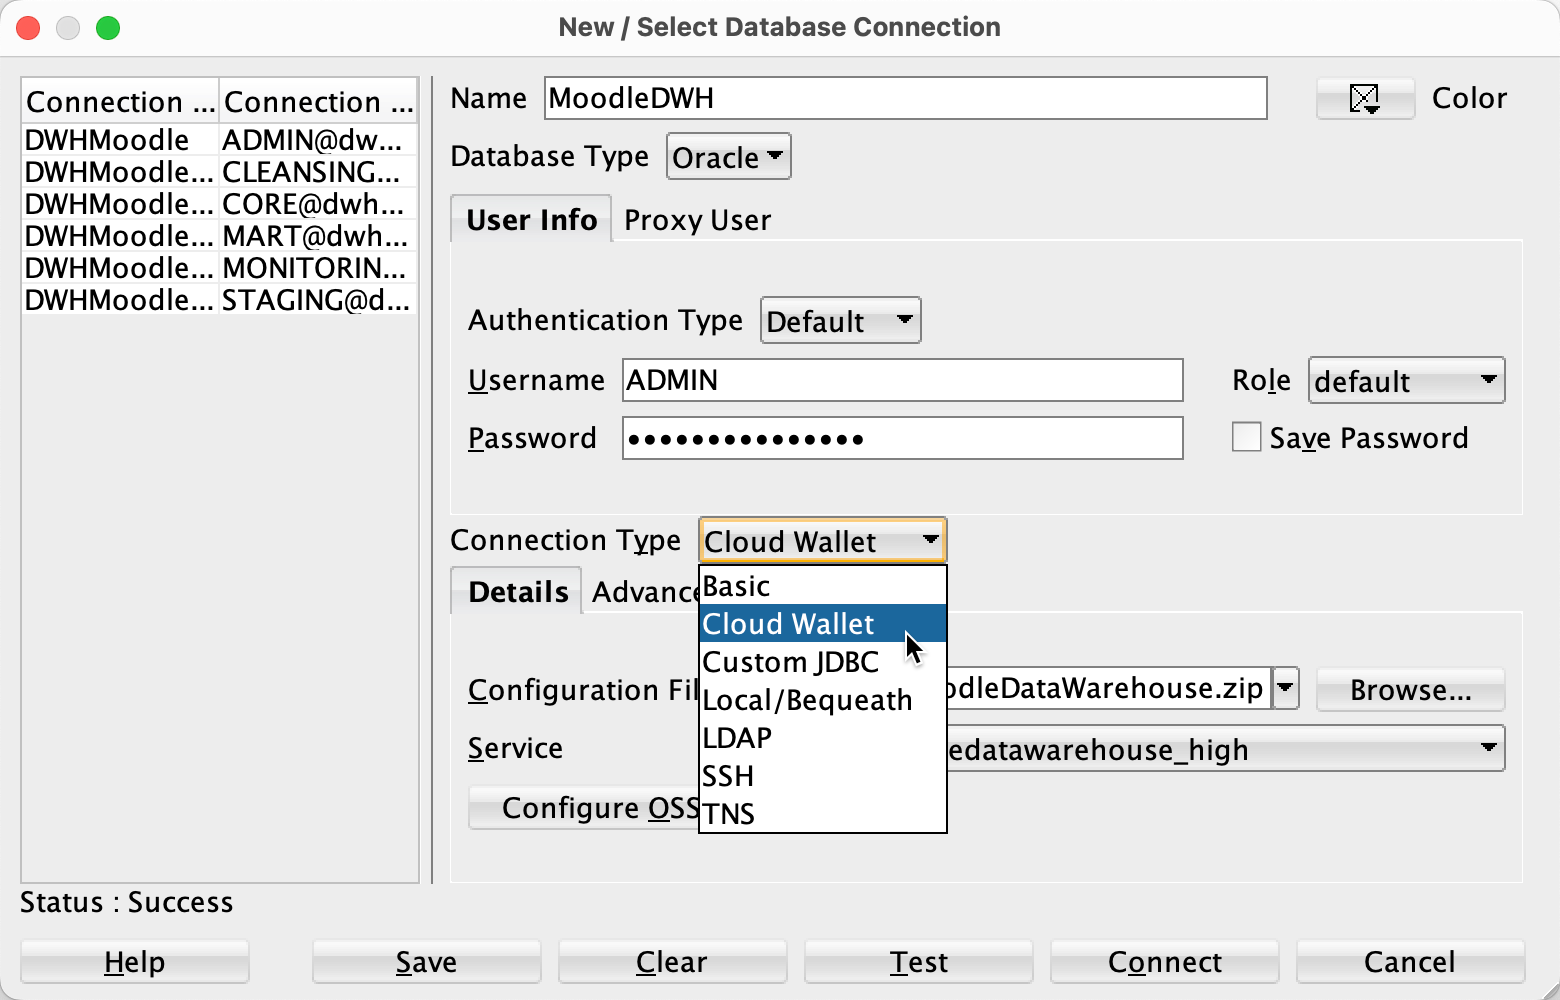 New / Select Database Connection
Connection ... Connection ...
DWHMoodle ADMIN@dw...
DWHMoodle... CLEANSING...
DWHMoodle... CORE@dwh...
DWHMoodle... MART@dwh...
DWHMoodle... MONITORIN...
DWHMoodle... STAGING@d...
Name MoodleDWH Color
Database Type Oracle
User Info Proxy User
Authentication Type Default
Username ADMIN Role default
Password ●●●●●●●●●●●●●●● Save Password
Connection Type Cloud Wallet
Basic
Cloud Wallet
Custom JDBC
Local/Bequeath
LDAP
SSH
TNS
Details Advance
Configuration Fil odleDataWarehouse.zip Browse...
Service edatawarehouse_high
Configure OSS
Status : Success
Help Save Clear Test Connect Cancel